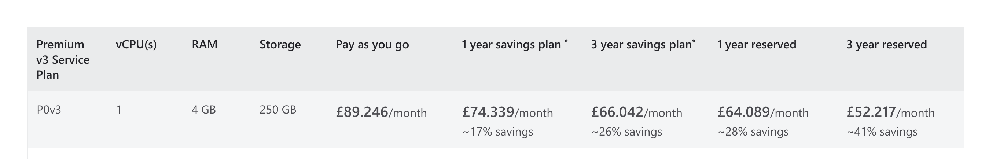 Premium v3 Service Plan
vCPU(s)
RAM
Storage
Pay as you go
1 year savings plan *
3 year savings plan*
1 year reserved
3 year reserved
P0v3
1
4 GB
250 GB
£89.246/month
£74.339/month
~17% savings
£66.042/month
~26% savings
£64.089/month
~28% savings
£52.217/month
~41% savings